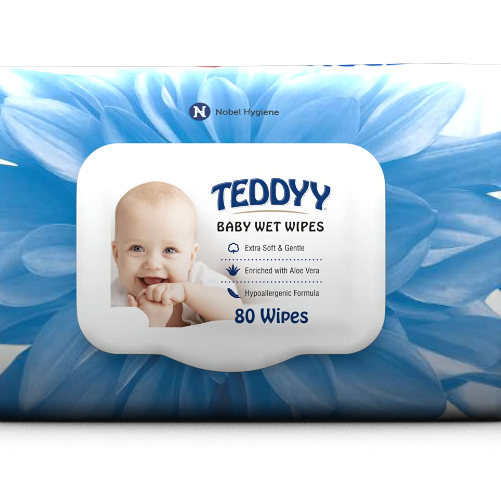 N Nobel Hygiene
TEDDYY
BABY WET WIPES
Extra Soft & Gentle
Enriched with Aloe Vera
Hypoallergenic Formula
80 Wipes